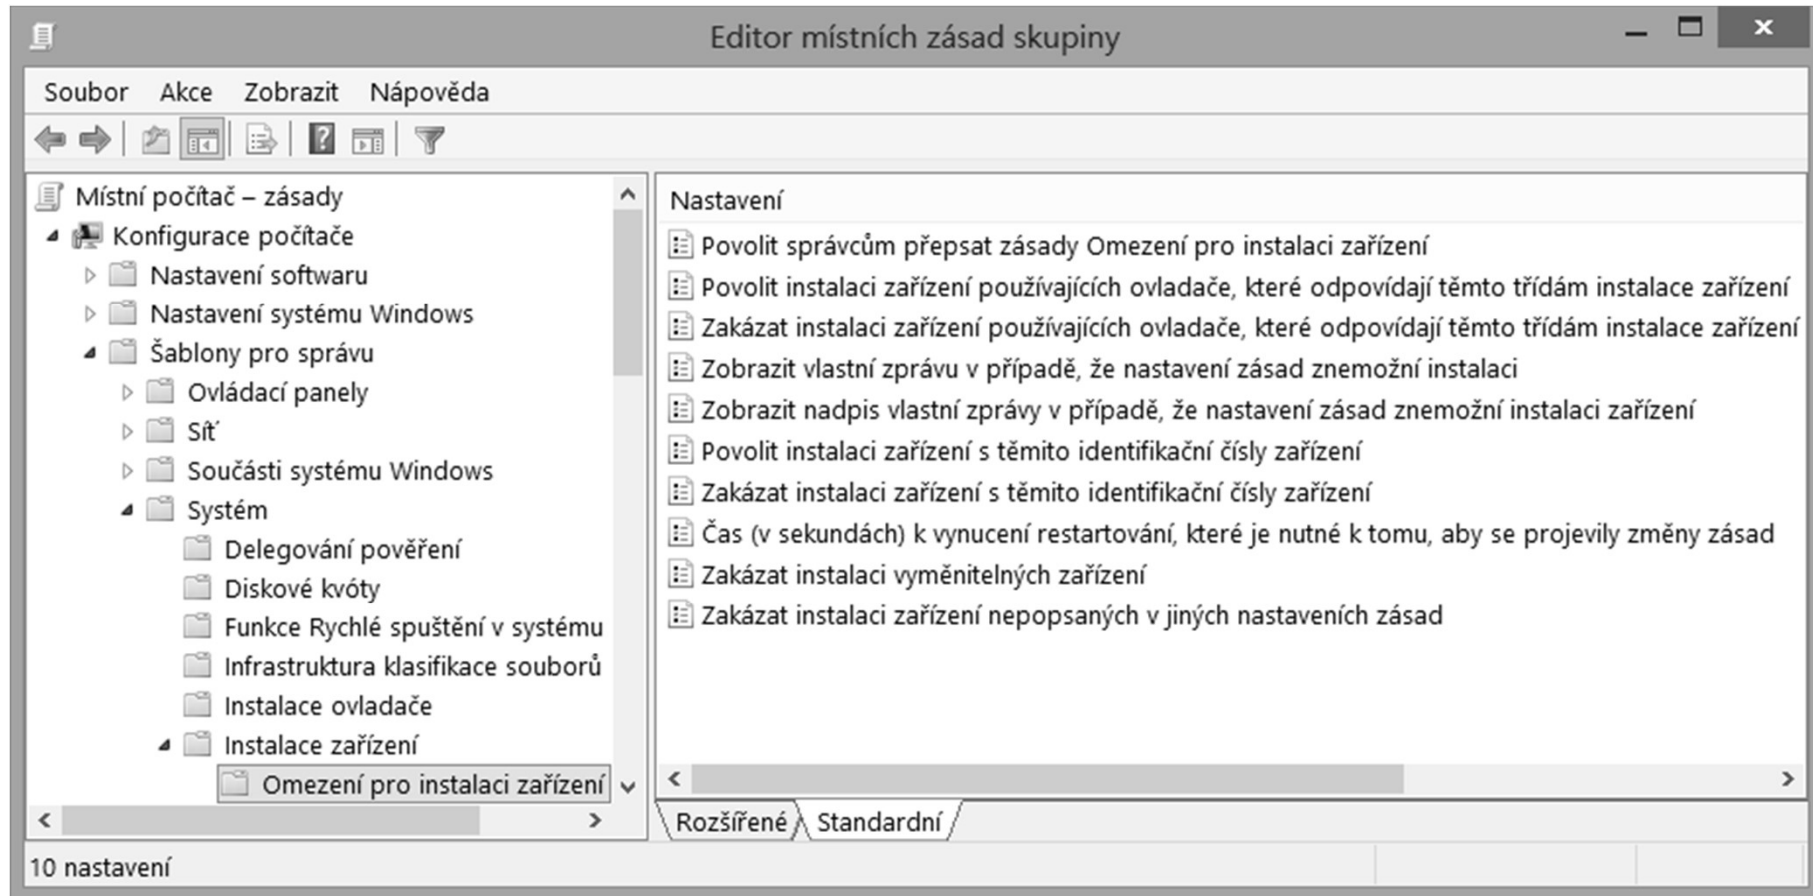 Editor místních zásad skupiny
Soubor Akce Zobrazit Nápověda
Místní počítač – zásady
Konfigurace počítače
Nastavení softwaru
Nastavení systému Windows
Šablony pro správu
Ovládací panely
Síť
Součásti systému Windows
Systém
Delegování pověření
Diskové kvóty
Funkce Rychlé spuštění v systému
Infrastruktura klasifikace souborů
Instalace ovladače
Instalace zařízení
Omezení pro instalaci zařízení
Nastavení
Povolit správcům přepsat zásady Omezení pro instalaci zařízení
Povolit instalaci zařízení používajících ovladače, které odpovídají těmto třídám instalace zařízení
Zakázat instalaci zařízení používajících ovladače, které odpovídají těmto třídám instalace zařízení
Zobrazit vlastní zprávu v případě, že nastavení zásad znemožní instalaci
Zobrazit nadpis vlastní zprávy v případě, že nastavení zásad znemožní instalaci zařízení
Povolit instalaci zařízení s těmito identifikační čísly zařízení
Zakázat instalaci zařízení s těmito identifikační čísly zařízení
Čas (v sekundách) k vynucení restartování, které je nutné k tomu, aby se projevily změny zásad
Zakázat instalaci vyměnitelných zařízení
Zakázat instalaci zařízení nepopsaných v jiných nastaveních zásad
Rozšířené Standardní
10 nastavení